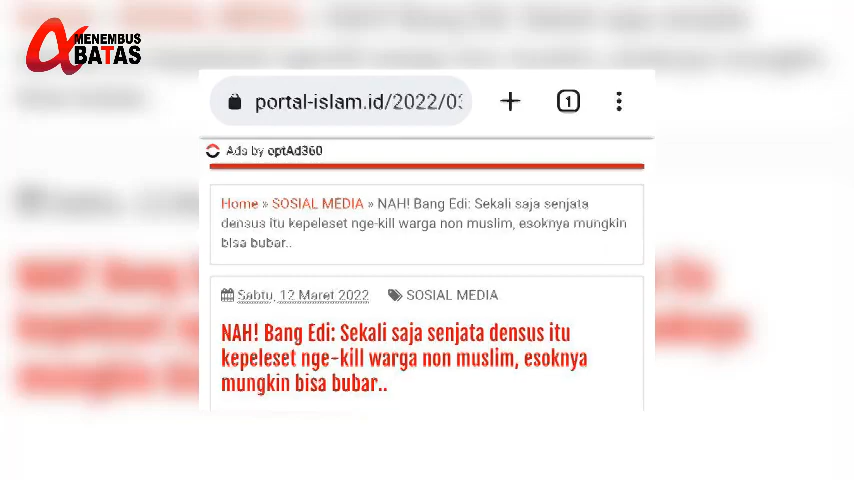 MENEMBUS
BATAS
portal-islam.id/2022/03
1
Ads by optAd360
Home » SOSIAL MEDIA » NAH! Bang Edi: Sekali saja senjata
densus itu kepeleset nge-kill warga non muslim, esoknya mungkin
bisa bubar..
Sabtu, 12 Maret 2022 SOSIAL MEDIA
NAH! Bang Edi: Sekali saja senjata densus itu
kepeleset nge-kill warga non muslim, esoknya
mungkin bisa bubar..